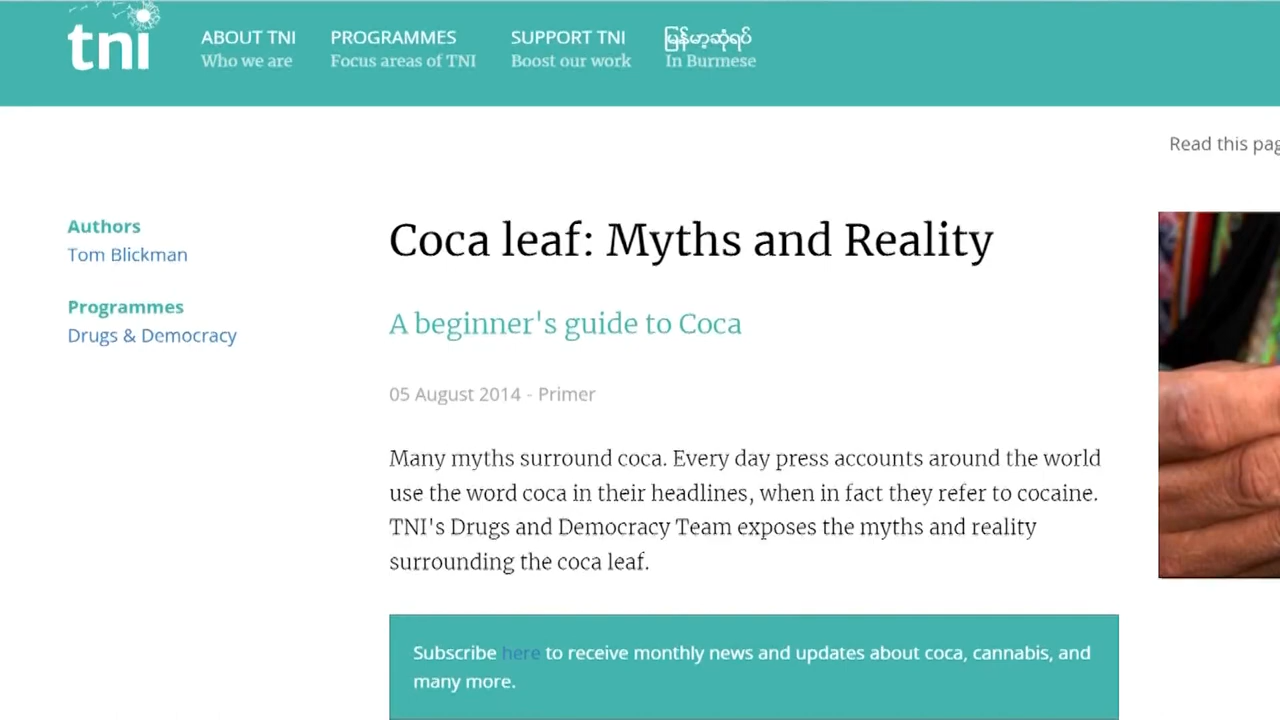 tni
ABOUT TNI
Who we are
PROGRAMMES
Focus areas of TNI
SUPPORT TNI
Boost our work
မြန်မာ့ဆုံရပ်
In Burmese
Read this pag
Authors
Tom Blickman
Programmes
Drugs & Democracy
Coca leaf: Myths and Reality
A beginner's guide to Coca
05 August 2014 - Primer
Many myths surround coca. Every day press accounts around the world
use the word coca in their headlines, when in fact they refer to cocaine.
TNI's Drugs and Democracy Team exposes the myths and reality
surrounding the coca leaf.
Subscribe here to receive monthly news and updates about coca, cannabis, and
many more.